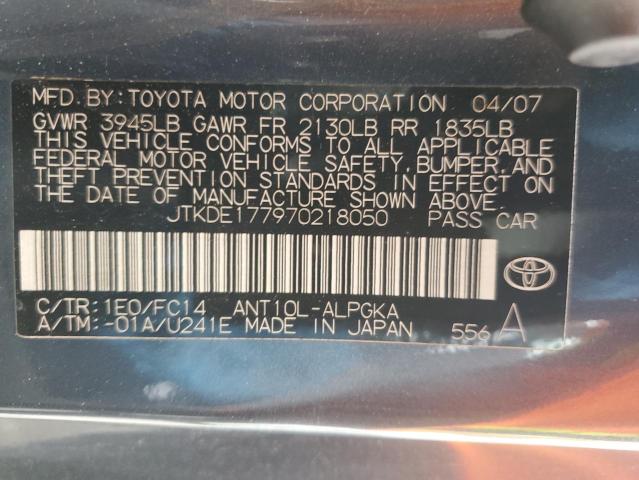 MFD.BY:TOYOTA MOTOR CORPORATION 04/07
GVWR 3945LB GAWR FR 2130LB RR 1835LB
THIS VEHICLE CONFORMS TO ALL APPLICABLE
FEDERAL MOTOR VEHICLE SAFETY, BUMPER, AND
THEFT PREVENTION STANDARDS IN EFFECT ON
THE DATE OF MANUFACTURE SHOWN ABOVE.
JTKDE177970218050 PASS CAR
C/TR:1E0/FC14 ANT10L-ALPGKA
A/TM:-01A/U241E MADE IN JAPAN 556 A